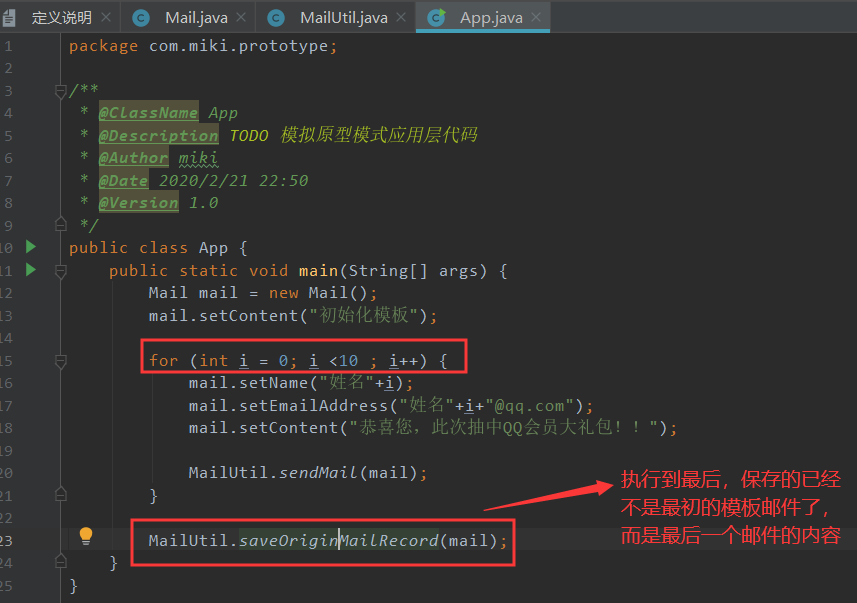 定义说明 Mail.java MailUtil.java App.java
1 package com.miki.prototype;
2
3 /**
4 * @ClassName App
5 * @Description TODO 模拟原型模式应用层代码
6 * @Author miki
7 * @Date 2020/2/21 22:50
8 * @Version 1.0
9 */
10 public class App {
11 public static void main(String[] args) {
12 Mail mail = new Mail();
13 mail.setContent("初始化模板");
14
15 for (int i = 0; i <10 ; i++) {
16 mail.setName("姓名"+i);
17 mail.setEmailAddress("姓名"+i+"@qq.com");
18 mail.setContent("恭喜您，此次抽中QQ会员大礼包！！");
19
20 MailUtil.sendMail(mail);
21 }
22
23 MailUtil.saveOriginMailRecord(mail);
24 }
25 }
执行到最后，保存的已经
不是最初的模板邮件了，
而是最后一个邮件的内容